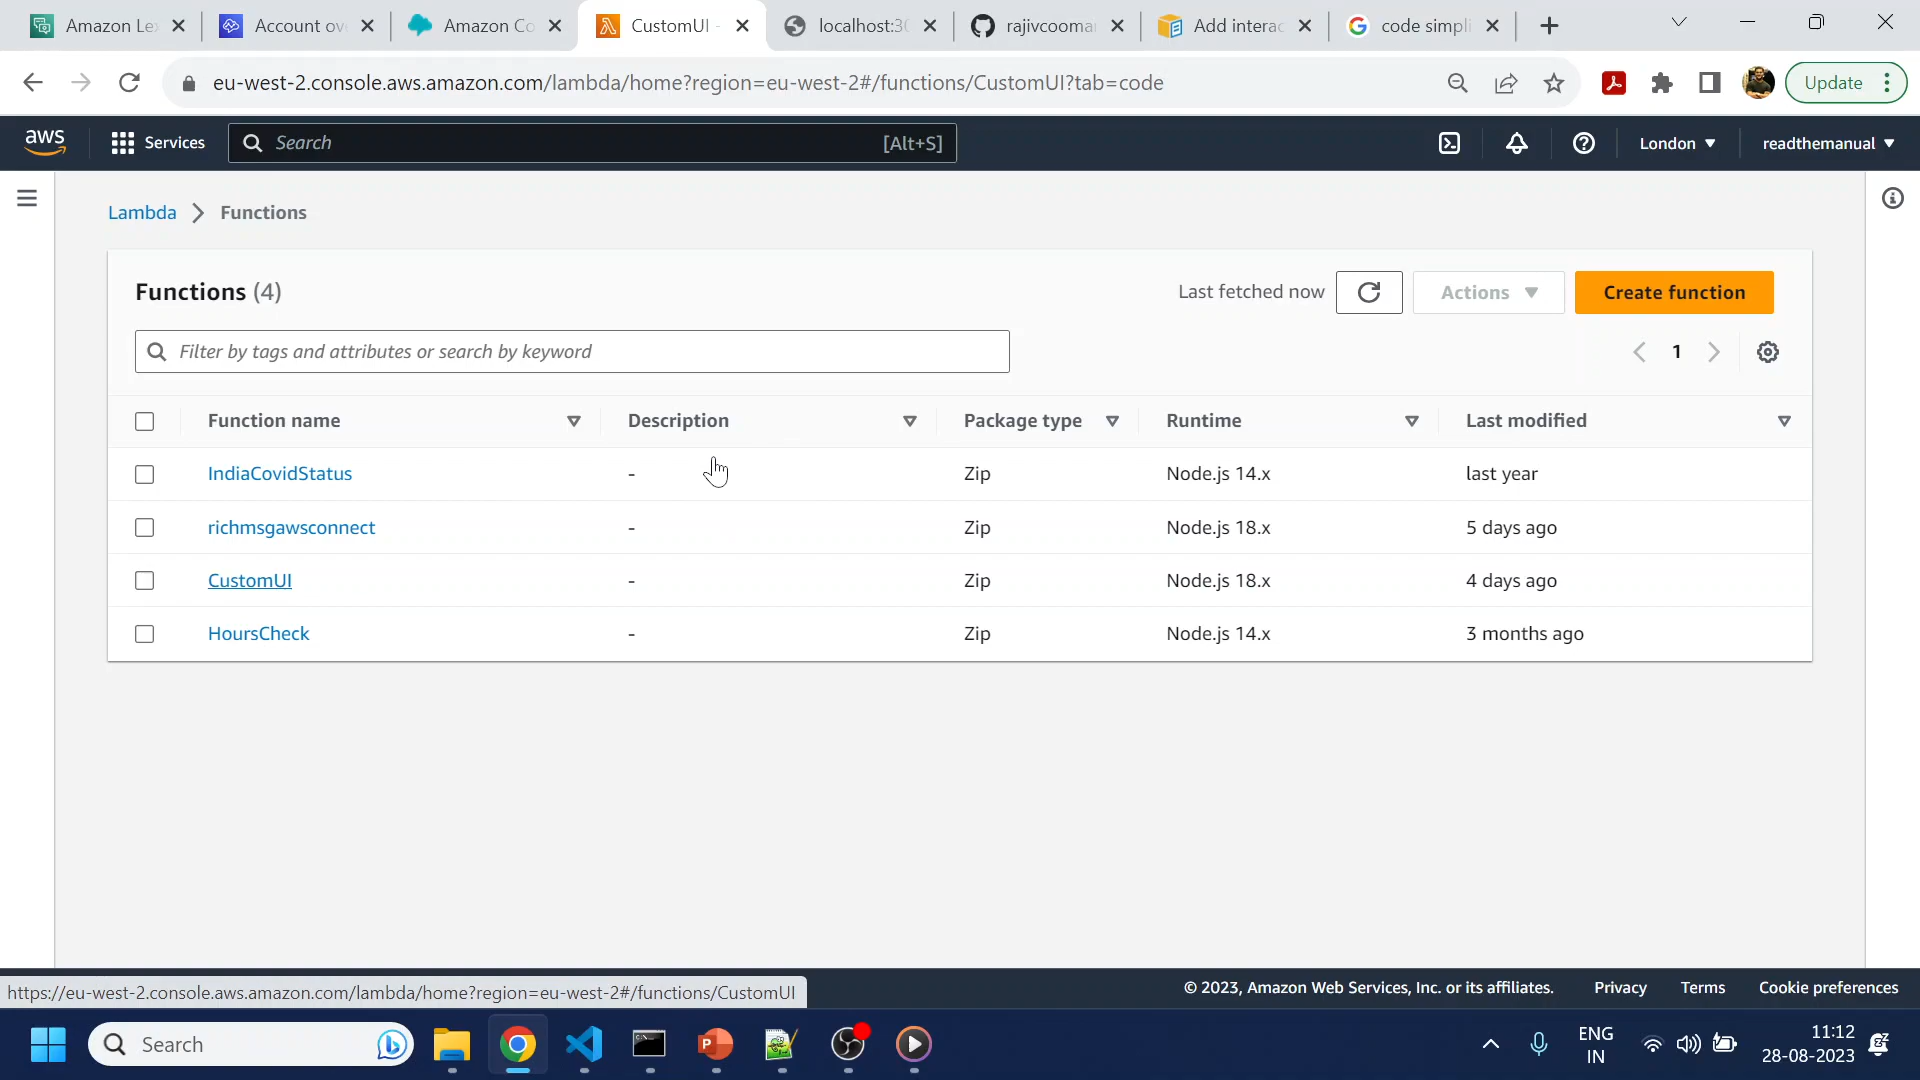 Amazon Le
Account ov
Amazon Co
CustomUI -
localhost:30
rajivcoomar
Add interac
code simpli
eu-west-2.console.aws.amazon.com/lambda/home?region=eu-west-2#/functions/CustomUI?tab=code
Update
aws
Services
Search
[Alt+S]
London
readthemanual
Lambda
Functions
Functions (4)
Last fetched now
Actions
Create function
Filter by tags and attributes or search by keyword
1
Function name Description Package type Runtime Last modified
IndiaCovidStatus - Zip Node.js 14.x last year
richmsgawsconnect - Zip Node.js 18.x 5 days ago
CustomUI - Zip Node.js 18.x 4 days ago
HoursCheck - Zip Node.js 14.x 3 months ago
https://eu-west-2.console.aws.amazon.com/lambda/home?region=eu-west-2#/functions/CustomUI
© 2023, Amazon Web Services, Inc. or its affiliates. Privacy Terms Cookie preferences
Search
ENG
IN
11:12
28-08-2023